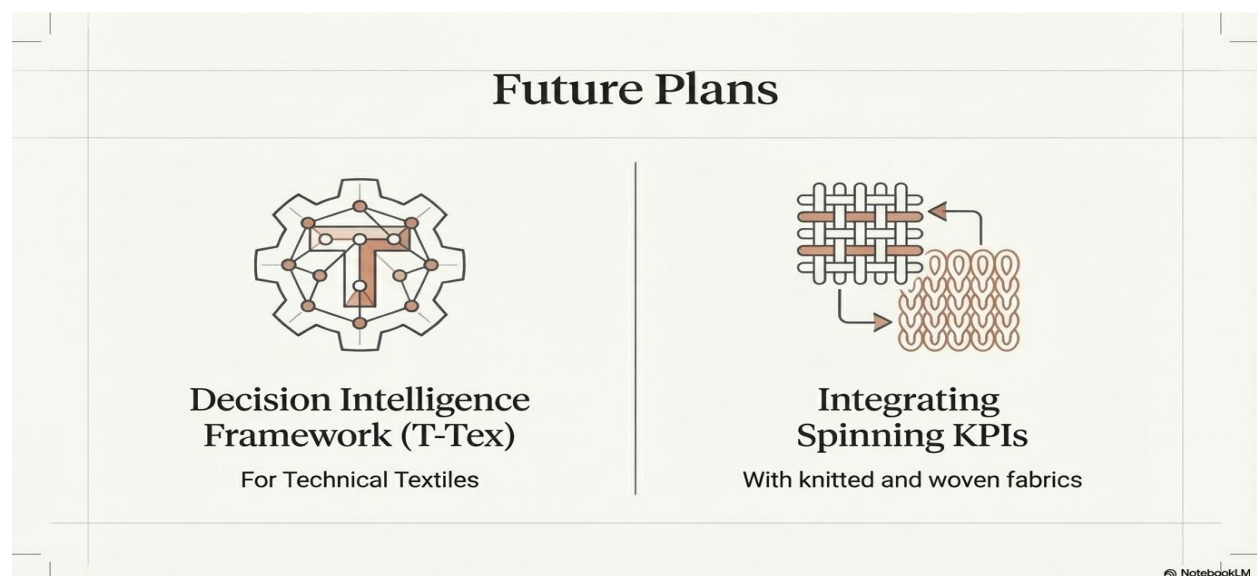 Future Plans
Decision Intelligence
Framework (T-Tex)
For Technical Textiles
Integrating
Spinning KPIs
With knitted and woven fabrics
NotebookLM